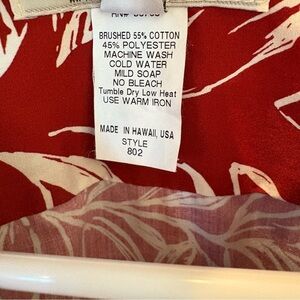 BRUSHED 55% COTTON
45% POLYESTER
MACHINE WASH
COLD WATER
MILD SOAP
NO BLEACH
Tumble Dry Low Heat
USE WARM IRON
MADE IN HAWAII, USA
STYLE
802